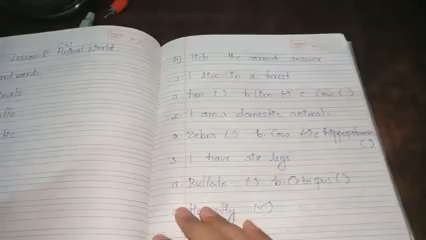 Lesson-5 Animal World
B) Tick the correct answer
1 I live in a forest
a. hen ( ) b. Lion (✓) c Cow ( )
2. I am a domestic animal
a. Zebra ( ) b. Cow (✓) c hippopotamus ( )
3. I have six legs
a. Buffalo ( ) b. Octopus ( )
(✓)